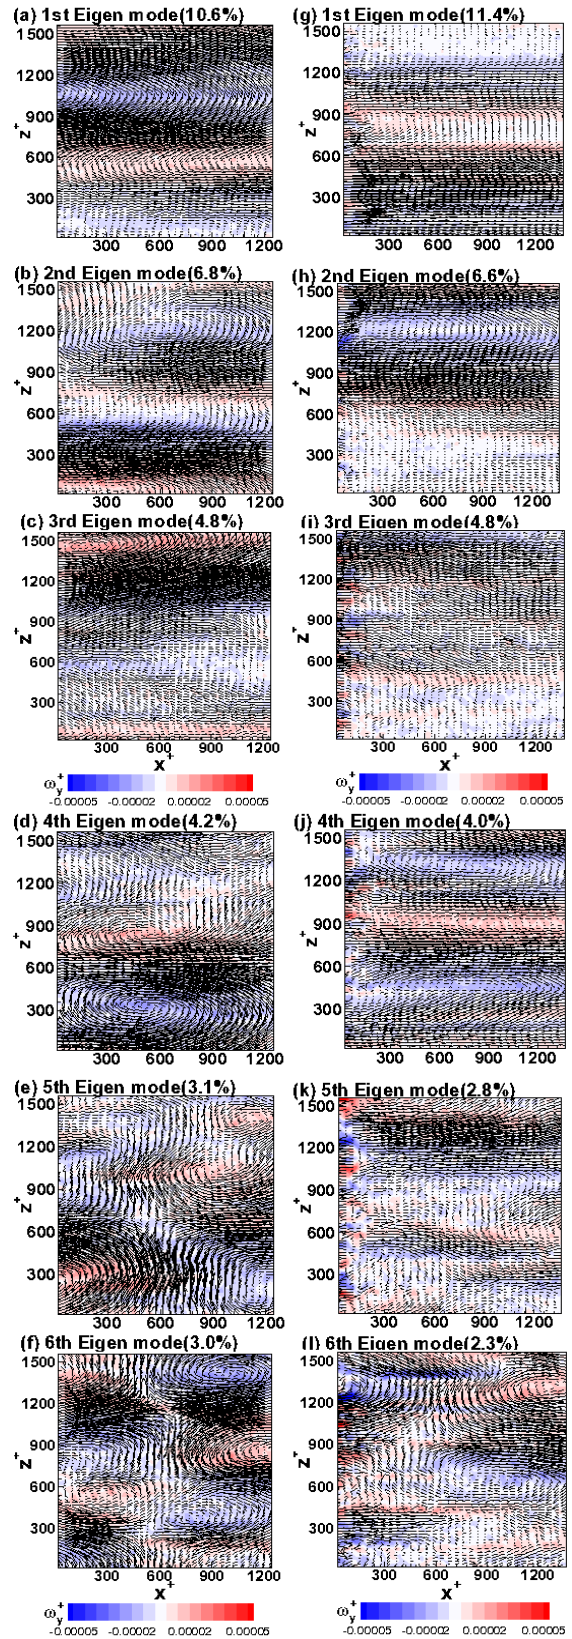 (a) 1st Eigen mode(10.6%)
1500
1200
900
600
300
z+
300 600 900 1200
(g) 1st Eigen mode(11.4%)
1500
1200
900
600
300
z+
300 600 900 1200
(b) 2nd Eigen mode(6.8%)
1500
1200
900
600
300
z+
300 600 900 1200
(h) 2nd Eigen mode(6.6%)
1500
1200
900
600
300
z+
300 600 900 1200
(c) 3rd Eigen mode(4.8%)
1500
1200
900
600
300
z+
300 600 900 1200
x+
(i) 3rd Eigen mode(4.8%)
1500
1200
900
600
300
z+
300 600 900 1200
x+
ωy+
-0.00005 -0.00002 0.00002 0.00005
ωy+
-0.00005 -0.00002 0.00002 0.00005
(d) 4th Eigen mode(4.2%)
1500
1200
900
600
300
z+
300 600 900 1200
(j) 4th Eigen mode(4.0%)
1500
1200
900
600
300
z+
300 600 900 1200
(e) 5th Eigen mode(3.1%)
1500
1200
900
600
300
z+
300 600 900 1200
(k) 5th Eigen mode(2.8%)
1500
1200
900
600
300
z+
300 600 900 1200
(f) 6th Eigen mode(3.0%)
1500
1200
900
600
300
z+
300 600 900 1200
x+
(l) 6th Eigen mode(2.3%)
1500
1200
900
600
300
z+
300 600 900 1200
x+
ωy+
-0.00005 -0.00002 0.00002 0.00005
ωy+
-0.00005 -0.00002 0.00002 0.00005